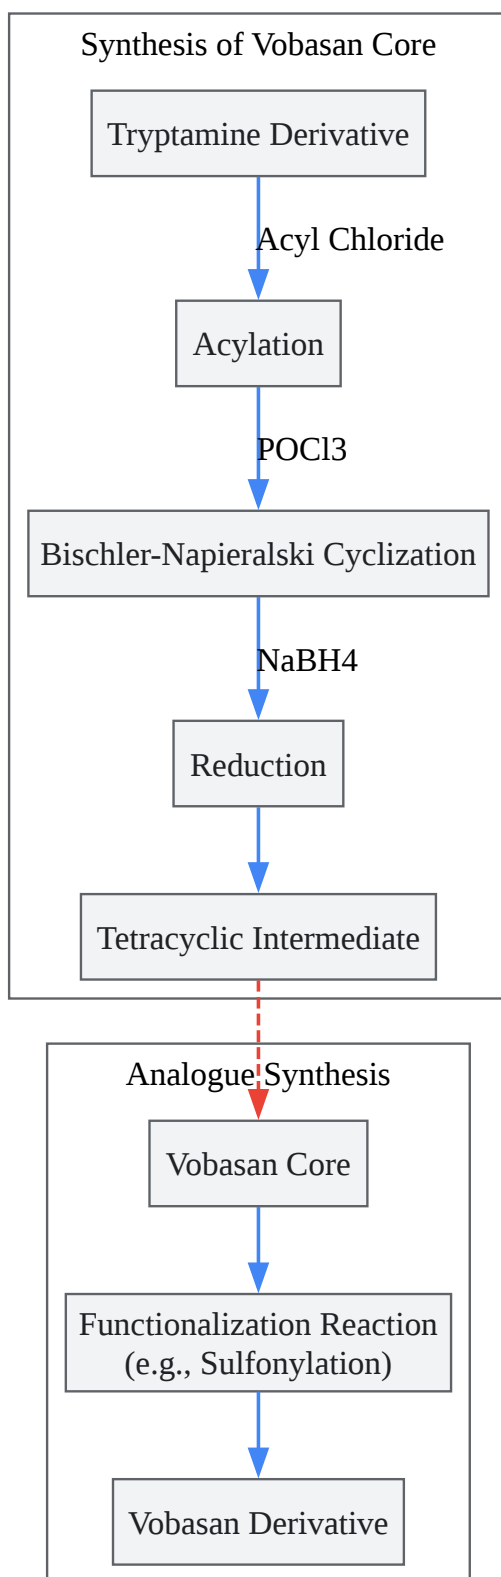 Synthesis of Vobasan Core
Tryptamine Derivative
Acyl Chloride
Acylation
POCl3
Bischler-Napieralski Cyclization
NaBH4
Reduction
Tetracyclic Intermediate
Analogue Synthesis
Vobasan Core
Functionalization Reaction
(e.g., Sulfonylation)
Vobasan Derivative